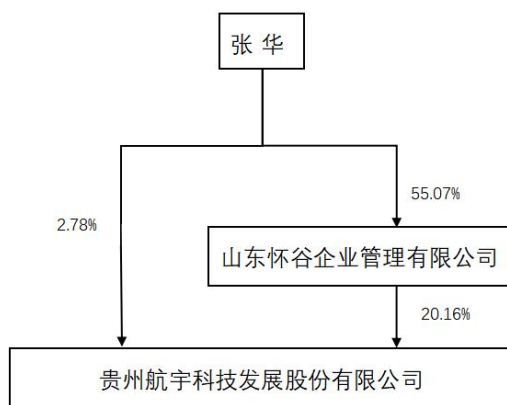 张 华
55.07%
2.78%
山东怀谷企业管理有限公司
20.16%
贵州航宇科技发展股份有限公司